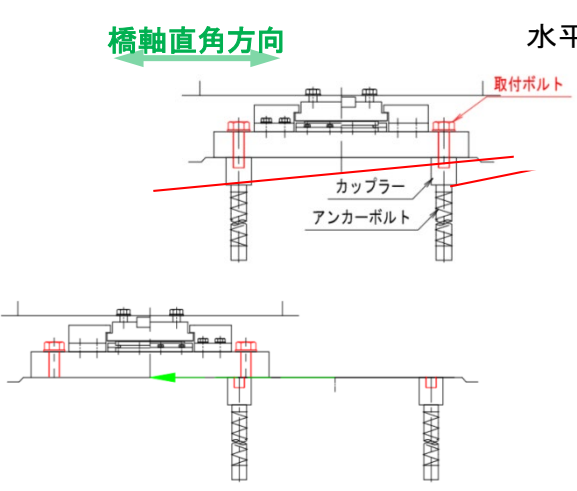 橋軸直角方向
水平
取付ボルト
カップラー
アンカーボルト